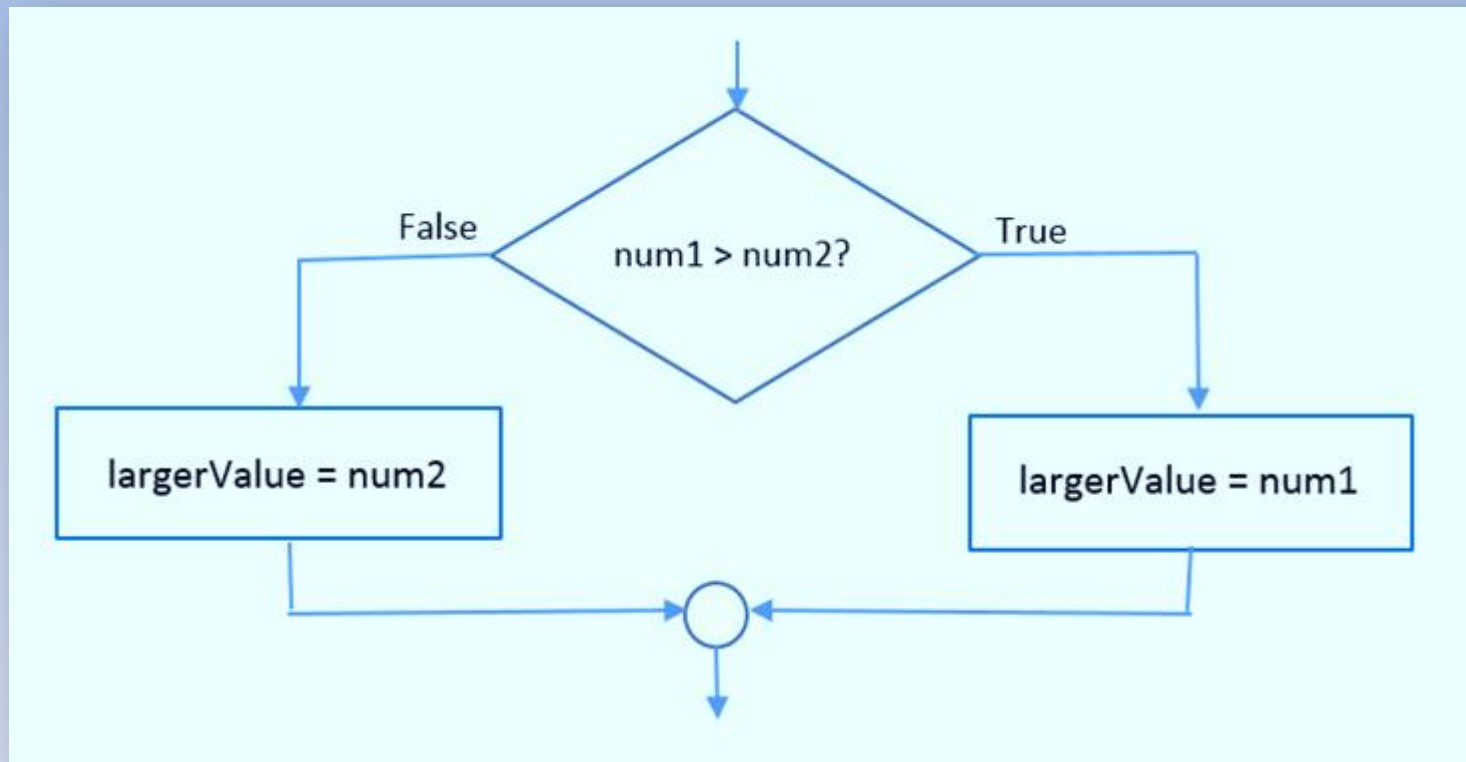 False
num1 > num2?
True
largerValue = num2
largerValue = num1